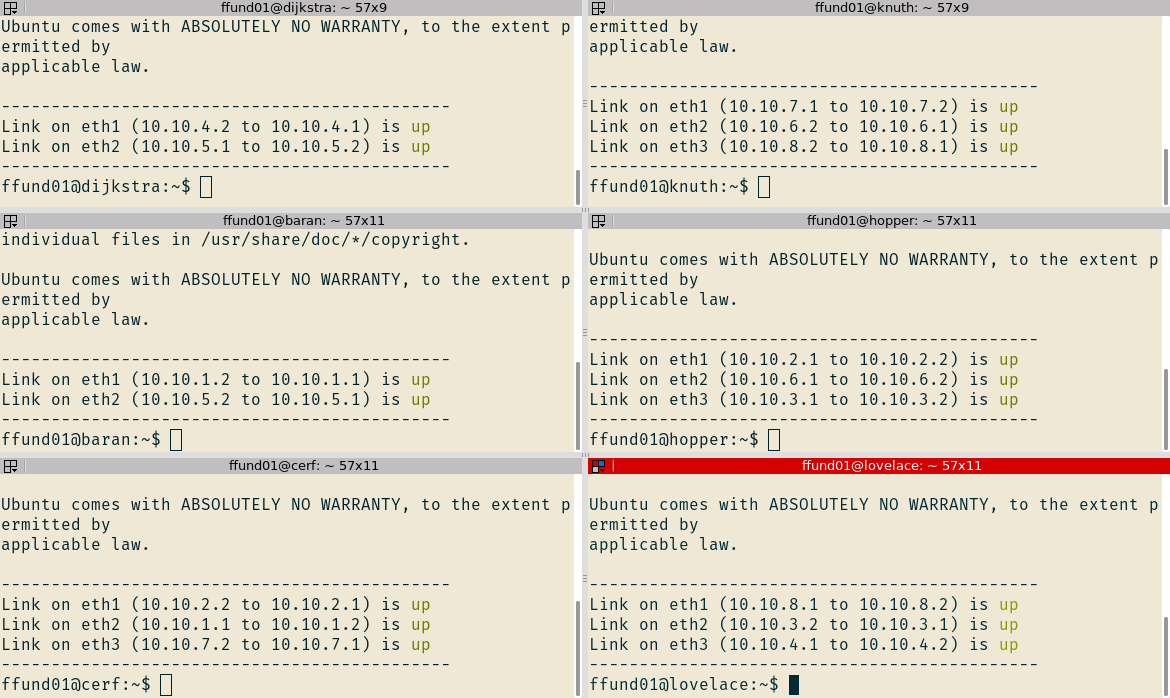 ffund01@dijkstra: ~ 57x9
Ubuntu comes with ABSOLUTELY NO WARRANTY, to the extent p
ermitted by
applicable law.
---------------------------------------------
Link on eth1 (10.10.4.2 to 10.10.4.1) is up
Link on eth2 (10.10.5.1 to 10.10.5.2) is up
---------------------------------------------
ffund01@dijkstra:~$
ffund01@knuth: ~ 57x9
ermitted by
applicable law.
---------------------------------------------
Link on eth1 (10.10.7.1 to 10.10.7.2) is up
Link on eth2 (10.10.6.2 to 10.10.6.1) is up
Link on eth3 (10.10.8.2 to 10.10.8.1) is up
---------------------------------------------
ffund01@knuth:~$
ffund01@baran: ~ 57x11
individual files in /usr/share/doc/*/copyright.
Ubuntu comes with ABSOLUTELY NO WARRANTY, to the extent p
ermitted by
applicable law.
---------------------------------------------
Link on eth1 (10.10.1.2 to 10.10.1.1) is up
Link on eth2 (10.10.5.2 to 10.10.5.1) is up
---------------------------------------------
ffund01@baran:~$
ffund01@hopper: ~ 57x11
Ubuntu comes with ABSOLUTELY NO WARRANTY, to the extent p
ermitted by
applicable law.
---------------------------------------------
Link on eth1 (10.10.2.1 to 10.10.2.2) is up
Link on eth2 (10.10.6.1 to 10.10.6.2) is up
Link on eth3 (10.10.3.1 to 10.10.3.2) is up
---------------------------------------------
ffund01@hopper:~$
ffund01@cerf: ~ 57x11
Ubuntu comes with ABSOLUTELY NO WARRANTY, to the extent p
ermitted by
applicable law.
---------------------------------------------
Link on eth1 (10.10.2.2 to 10.10.2.1) is up
Link on eth2 (10.10.1.1 to 10.10.1.2) is up
Link on eth3 (10.10.7.2 to 10.10.7.1) is up
---------------------------------------------
ffund01@cerf:~$
ffund01@lovelace: ~ 57x11
Ubuntu comes with ABSOLUTELY NO WARRANTY, to the extent p
ermitted by
applicable law.
---------------------------------------------
Link on eth1 (10.10.8.1 to 10.10.8.2) is up
Link on eth2 (10.10.3.2 to 10.10.3.1) is up
Link on eth3 (10.10.4.1 to 10.10.4.2) is up
---------------------------------------------
ffund01@lovelace:~$